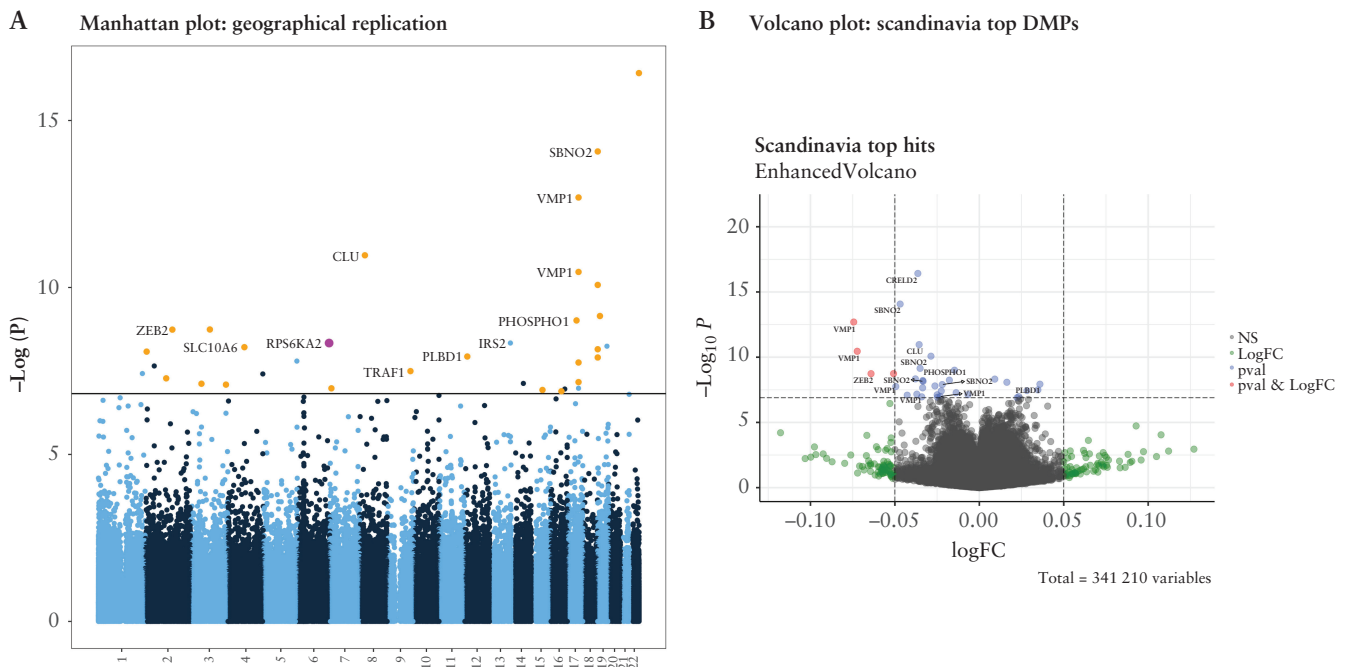 A Manhattan plot: geographical replication
−Log (P)
15
10
5
0
SBNO2
VMP1
CLU
VMP1
PHOSPHO1
ZEB2
SLC10A6
RPS6KA2
IRS2
PLBD1
TRAF1
1 2 3 4 5 6 7 8 9 10 11 12 13 14 15 16 17 18 19 20 21 22
B Volcano plot: scandinavia top DMPs
Scandinavia top hits
EnhancedVolcano
−Log10 P
20
15
10
5
0
CRELD2
SBNO2
VMP1
CLU
VMP1
SBNO2
PHOSPHO1
ZEB2
SBNO2
SBNO2
VMP1
PLBD1
VMP1
VMP1
NS
LogFC
pval
pval & LogFC
−0.10 −0.05 0.00 0.05 0.10
logFC
Total = 341 210 variables